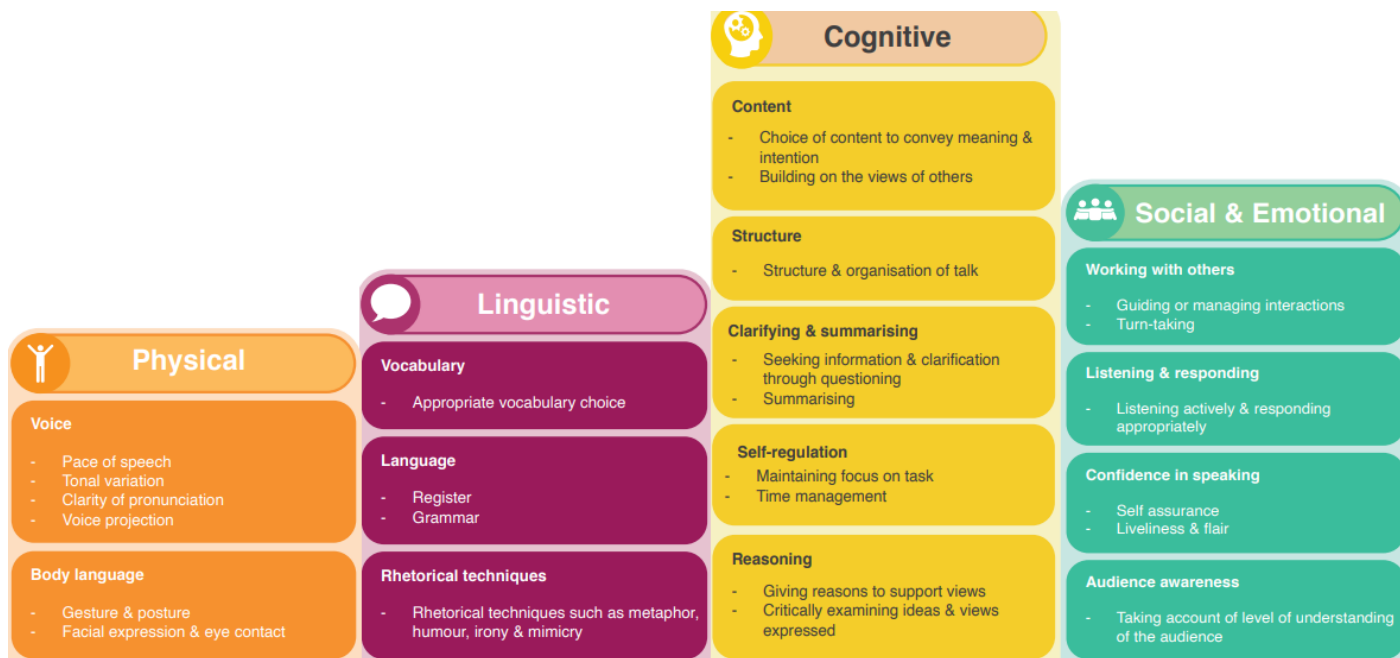 Physical
Voice
- Pace of speech
- Tonal variation
- Clarity of pronunciation
- Voice projection
Body language
- Gesture & posture
- Facial expression & eye contact
Linguistic
Vocabulary
- Appropriate vocabulary choice
Language
- Register
- Grammar
Rhetorical techniques
- Rhetorical techniques such as metaphor,
humour, irony & mimicry
Cognitive
Content
- Choice of content to convey meaning &
intention
- Building on the views of others
Structure
- Structure & organisation of talk
Clarifying & summarising
- Seeking information & clarification
through questioning
- Summarising
Self-regulation
- Maintaining focus on task
- Time management
Reasoning
- Giving reasons to support views
- Critically examining ideas & views
expressed
Social & Emotional
Working with others
- Guiding or managing interactions
- Turn-taking
Listening & responding
- Listening actively & responding
appropriately
Confidence in speaking
- Self assurance
- Liveliness & flair
Audience awareness
- Taking account of level of understanding
of the audience